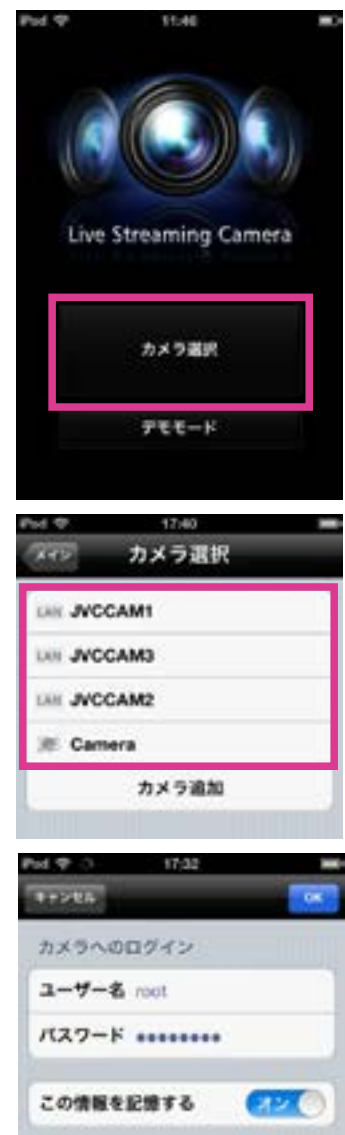 iPod 11:46
Live Streaming Camera
カメラ選択
デモモード
iPod 17:40
メイン カメラ選択
LAN JVCCAM1
LAN JVCCAM3
LAN JVCCAM2
Camera
カメラ追加
iPod 17:32
キャンセル OK
カメラへのログイン
ユーザー名 root
パスワード ●●●●●●●●
この情報を記憶する オン